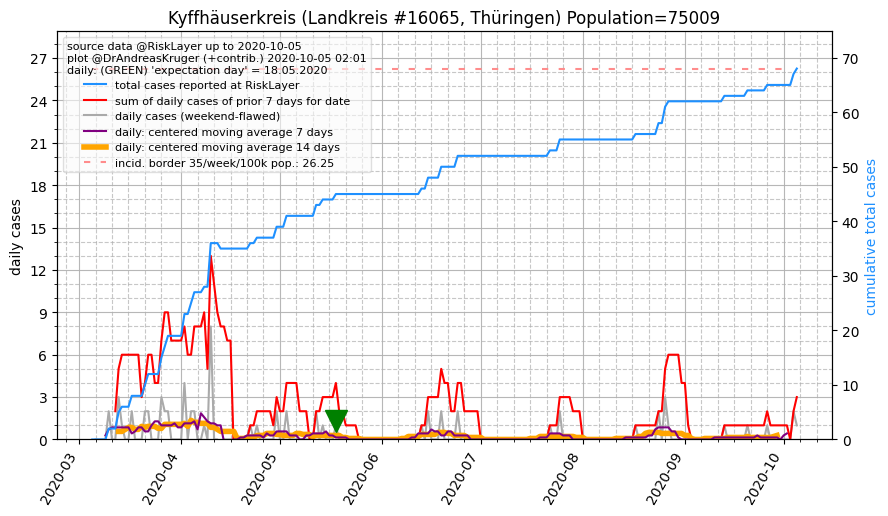 Kyffhäuserkreis (Landkreis #16065, Thüringen) Population=75009
source data @RiskLayer up to 2020-10-05
plot @DrAndreasKruger (+contrib.) 2020-10-05 02:01
daily: (GREEN) 'expectation day' = 18.05.2020
total cases reported at RiskLayer
sum of daily cases of prior 7 days for date
daily cases (weekend-flawed)
daily: centered moving average 7 days
daily: centered moving average 14 days
incid. border 35/week/100k pop.: 26.25
daily cases
27
24
21
18
15
12
9
6
3
0
cumulative total cases
70
60
50
40
30
20
10
0
2020-03
2020-04
2020-05
2020-06
2020-07
2020-08
2020-09
2020-10